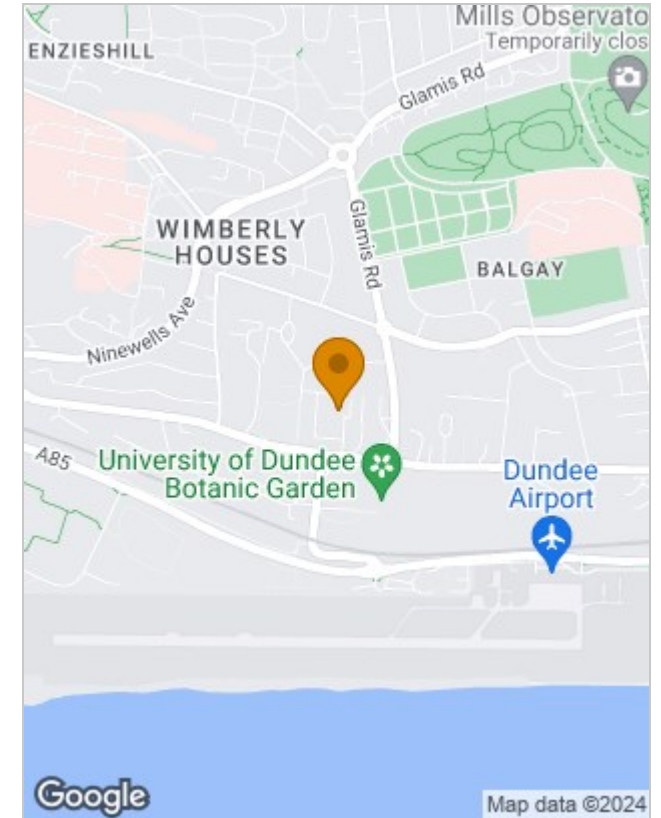 Mills Observato
Temporarily clos
ENZIESHILL
Glamis Rd
WIMBERLY
HOUSES
Glamis Rd
BALGAY
Ninewells Ave
A85
University of Dundee
Botanic Garden
Dundee
Airport
Google
Map data ©2024